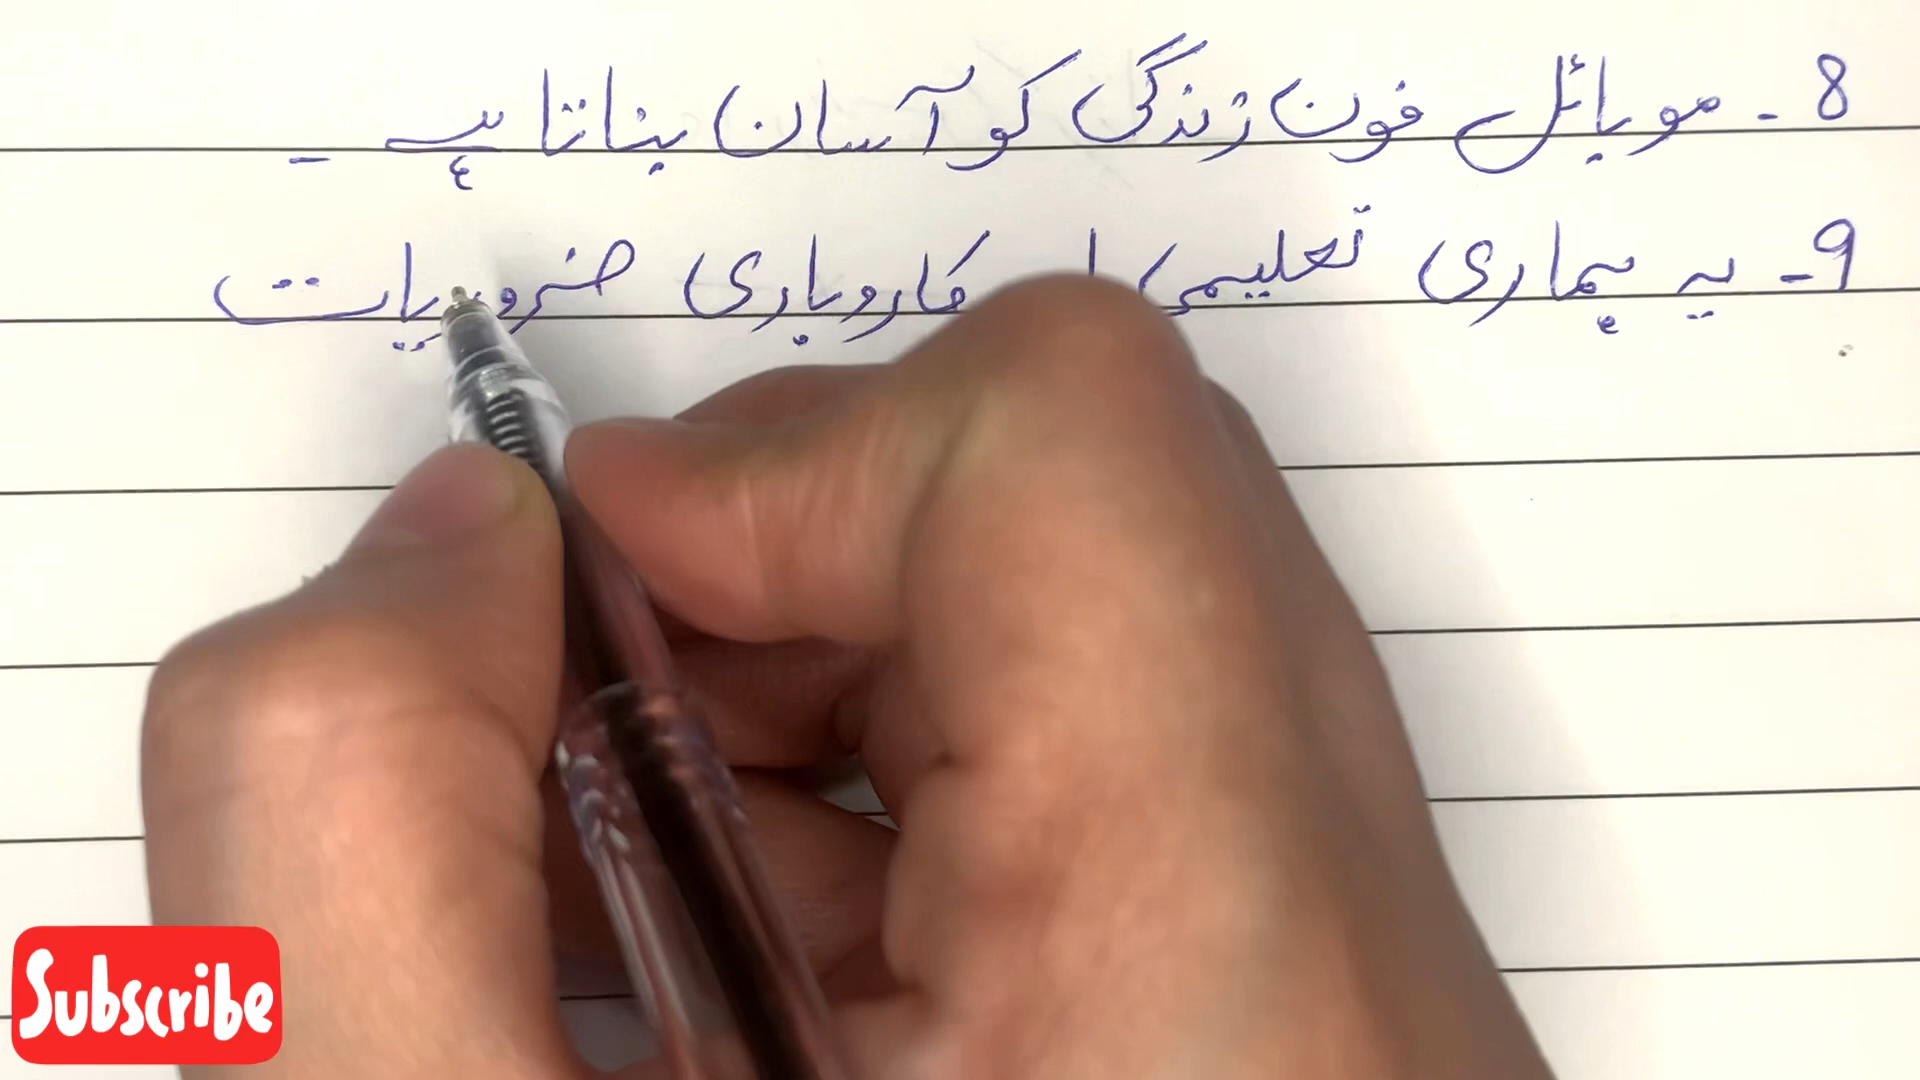 8۔ موبائل فون زندگی کو آسان بناتا ہے ۔
9۔ یہ ہماری تعلیمی کاروباری ضروریات
Subscribe